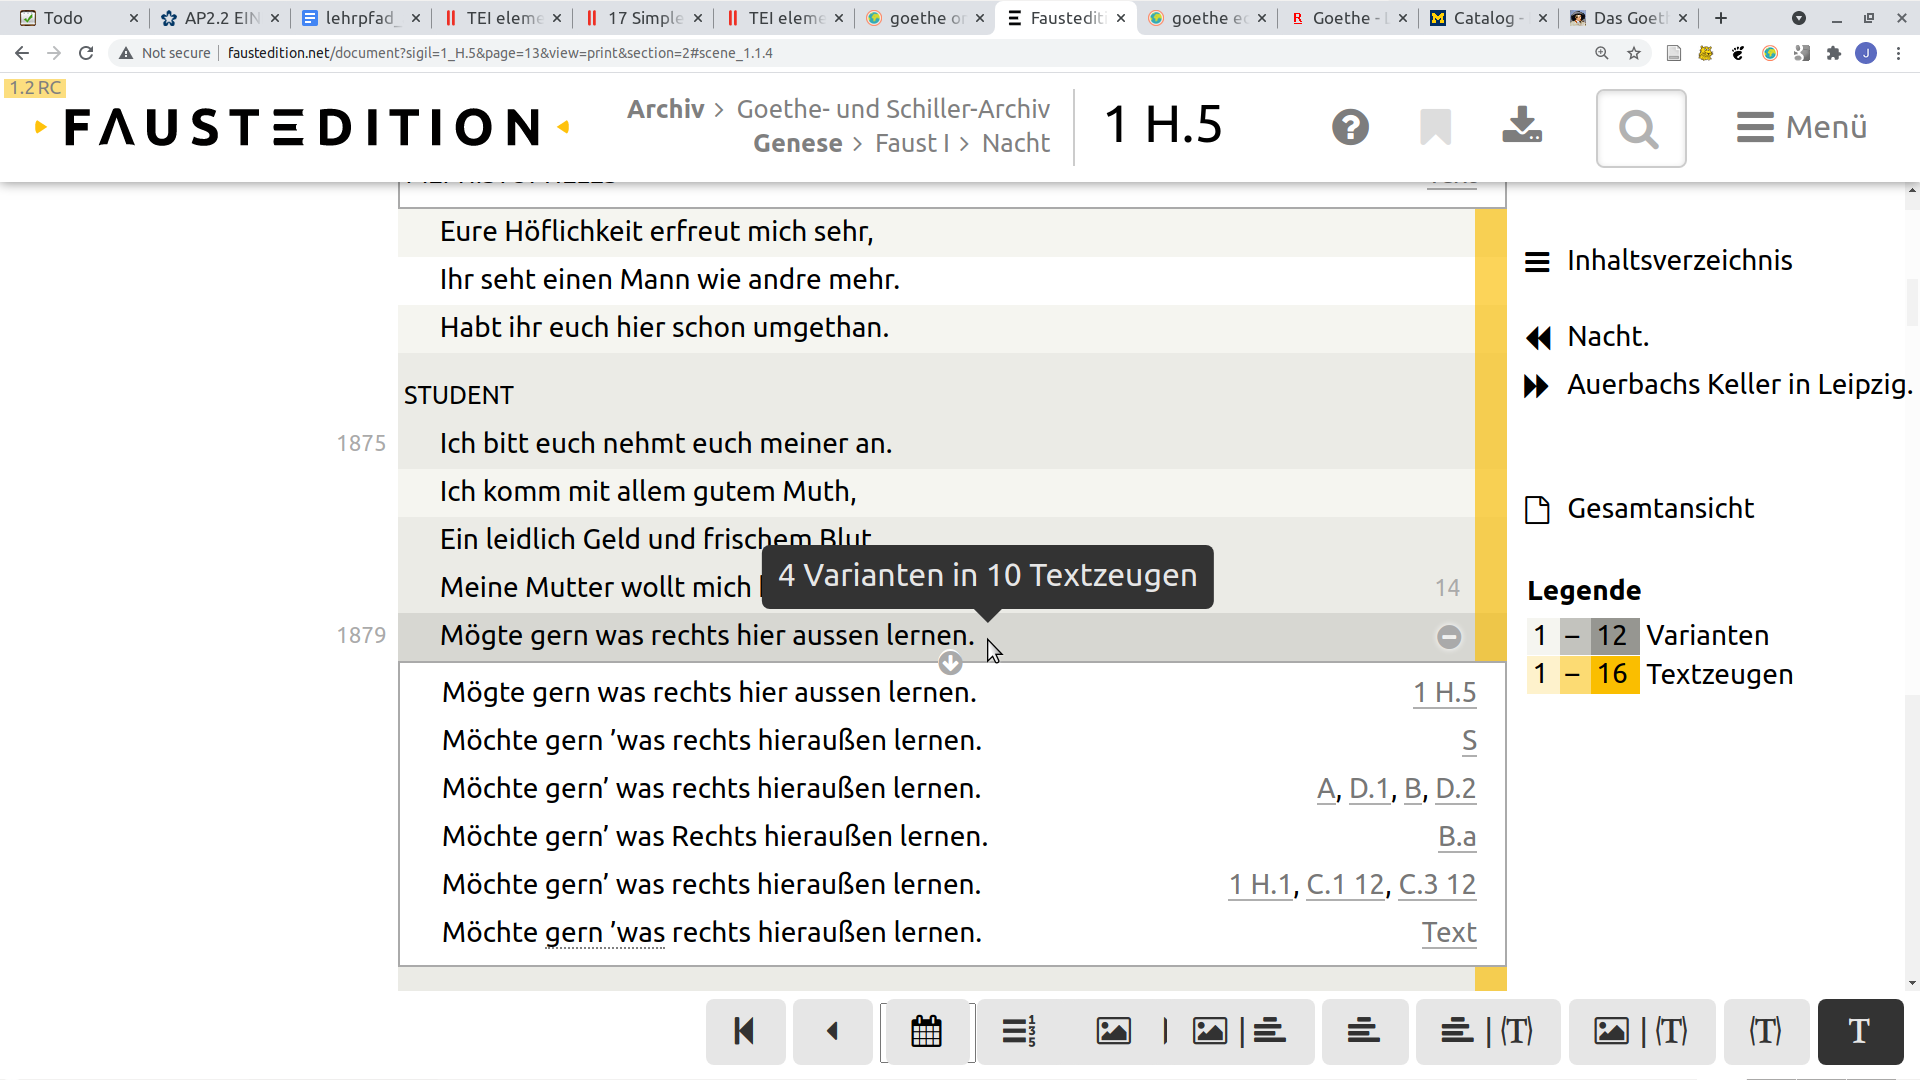 Todo
AP2.2 EIN
lehrpfad_
TEI eleme
17 Simple
TEI eleme
goethe or
Faustediti
goethe ec
Goethe - L
Catalog -
Das Goet
Not secure
faustedition.net/document?sigil=1_H.5&page=13&view=print&section=2#scene_1.1.4
J
1.2 RC
FAUSTEDITION
Archiv > Goethe- und Schiller-Archiv
Genese > Faust I > Nacht
1 H.5
Menü
Eure Höflichkeit erfreut mich sehr,
Ihr seht einen Mann wie andre mehr.
Habt ihr euch hier schon umgethan.
STUDENT
1875 Ich bitt euch nehmt euch meiner an.
Ich komm mit allem gutem Muth,
Ein leidlich Geld und frischem Blut
Meine Mutter wollt mich 14
4 Varianten in 10 Textzeugen
1879 Mögte gern was rechts hier aussen lernen.
Mögte gern was rechts hier aussen lernen. 1 H.5
Möchte gern ’was rechts hieraußen lernen. S
Möchte gern’ was rechts hieraußen lernen. A, D.1, B, D.2
Möchte gern’ was Rechts hieraußen lernen. B.a
Möchte gern’ was rechts hieraußen lernen. 1 H.1, C.1 12, C.3 12
Möchte gern ’was rechts hieraußen lernen. Text
Inhaltsverzeichnis
Nacht.
Auerbachs Keller in Leipzig.
Gesamtansicht
Legende
1 – 12 Varianten
1 – 16 Textzeugen
1
3
5
| | |⟨T⟩ |⟨T⟩ ⟨T⟩ T